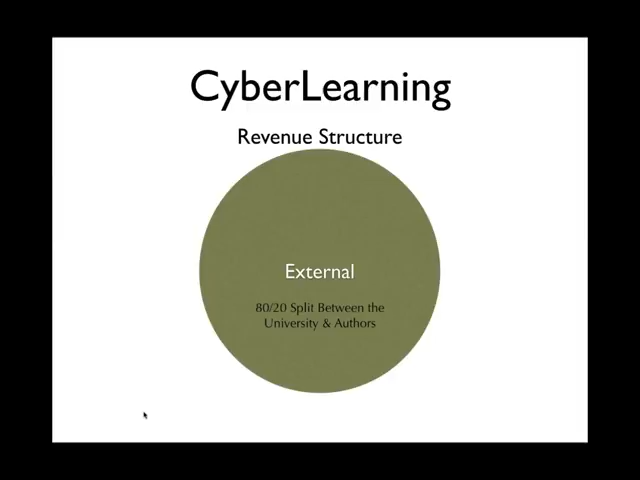 CyberLearning
Revenue Structure
External
80/20 Split Between the
University & Authors